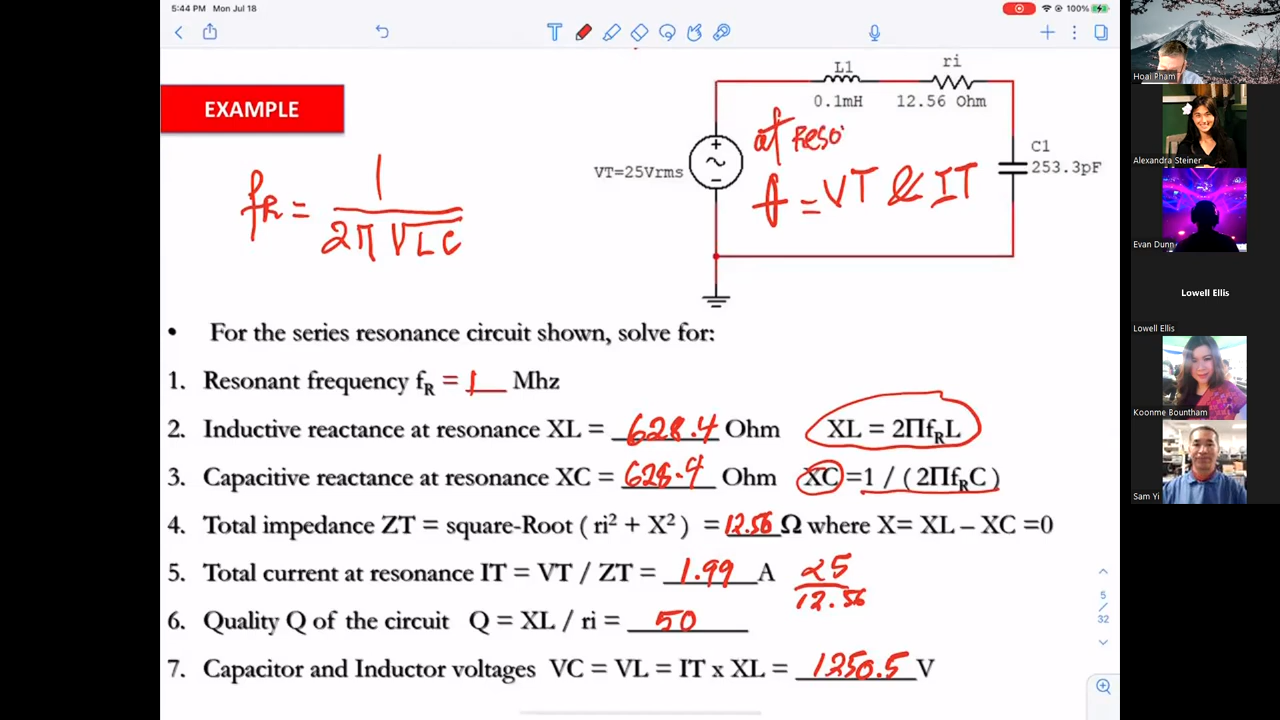 5:44 PM Mon Jul 18
100%
EXAMPLE
fR = 1 / 2π √LC
L1
0.1mH
ri
12.56 Ohm
VT=25Vrms
C1
253.3pF
at Reso
θ = VT & IT
• For the series resonance circuit shown, solve for:
1. Resonant frequency fR = 1 Mhz
2. Inductive reactance at resonance XL = 628.4 Ohm XL = 2ΠfRL
3. Capacitive reactance at resonance XC = 628.4 Ohm XC =1 / ( 2ΠfRC )
4. Total impedance ZT = square-Root ( ri² + X² ) = 12.56 Ω where X= XL – XC =0
5. Total current at resonance IT = VT / ZT = 1.99 A 25 / 12.56
6. Quality Q of the circuit Q = XL / ri = 50
7. Capacitor and Inductor voltages VC = VL = IT x XL = 1250.5 V
5
/
32
Hoai Pham
Alexandra Steiner
Evan Dunn
Lowell Ellis
Lowell Ellis
Koonme Bountham
Sam Yi